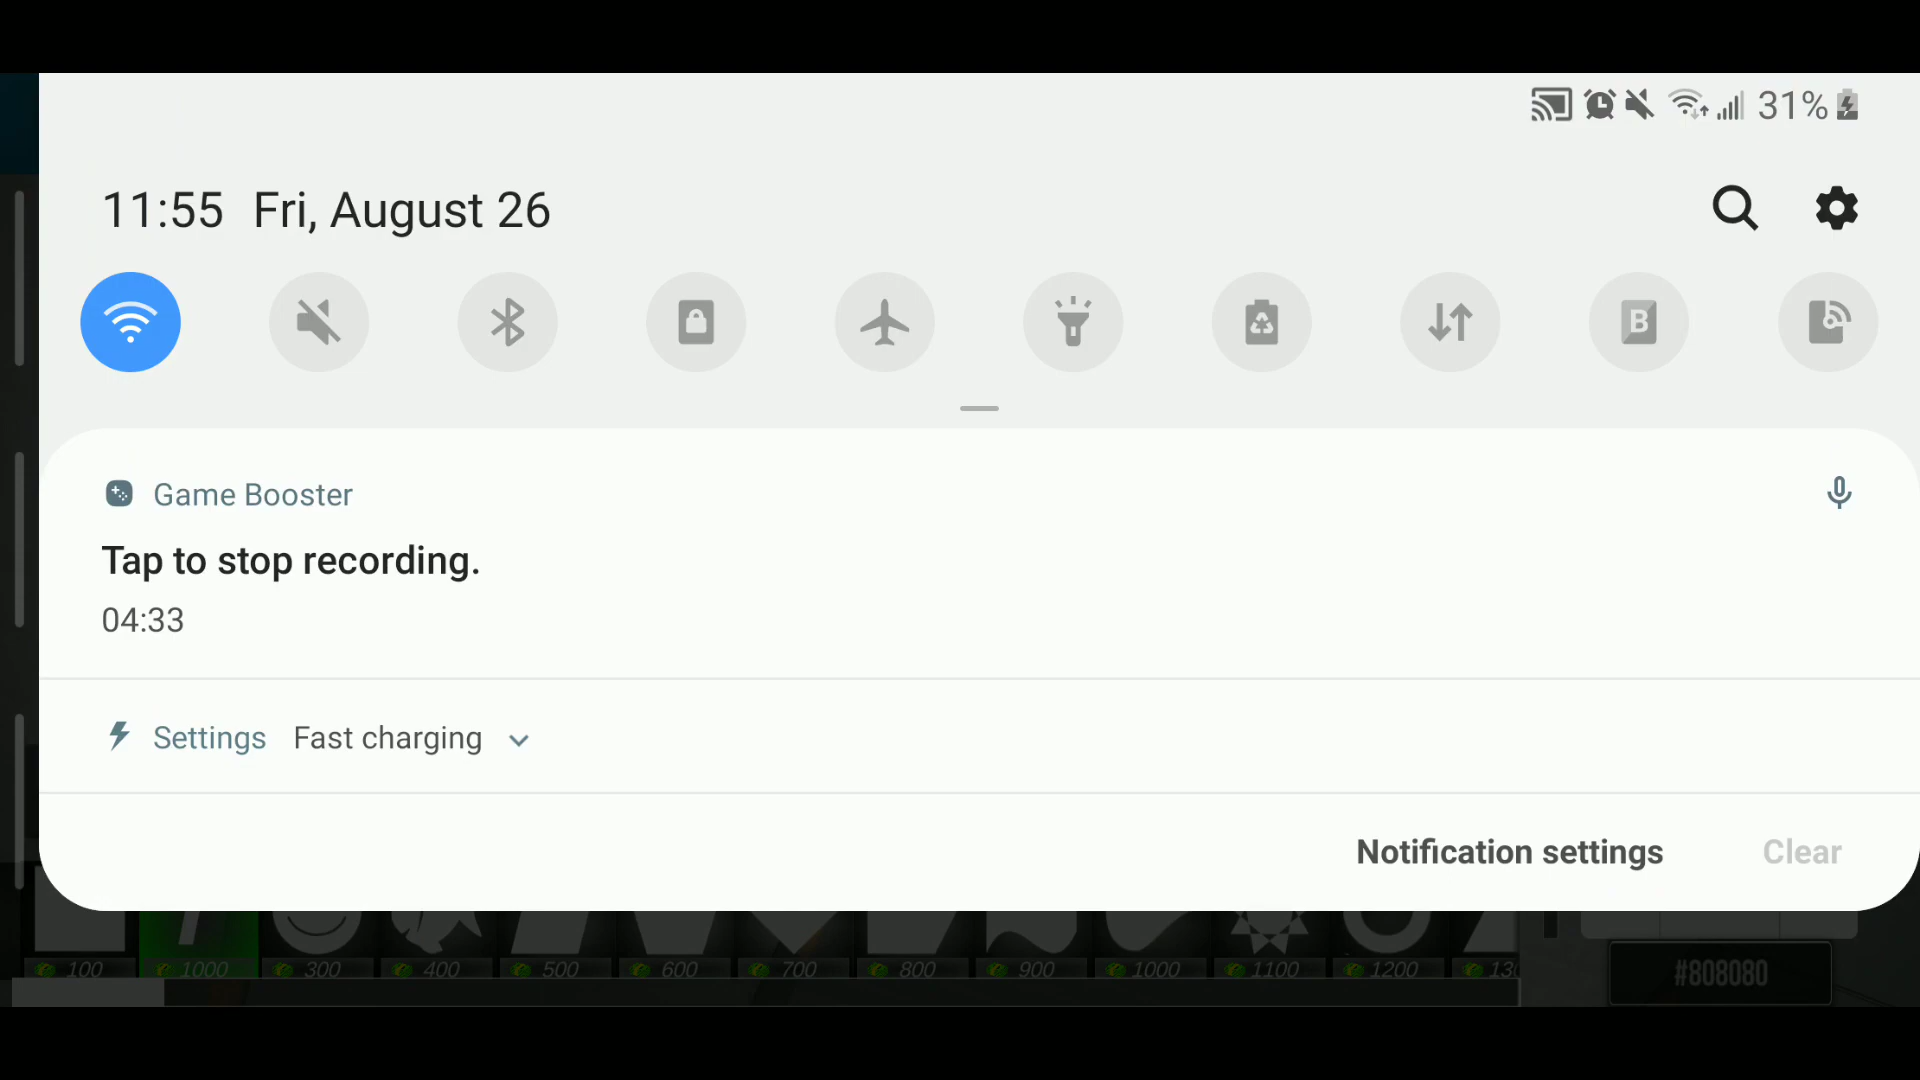 31%
11:55 Fri, August 26
B
Game Booster
Tap to stop recording.
04:33
Settings Fast charging
Notification settings Clear
100 1000 300 400 500 600 700 800 900 1000 1100 1200
#808080